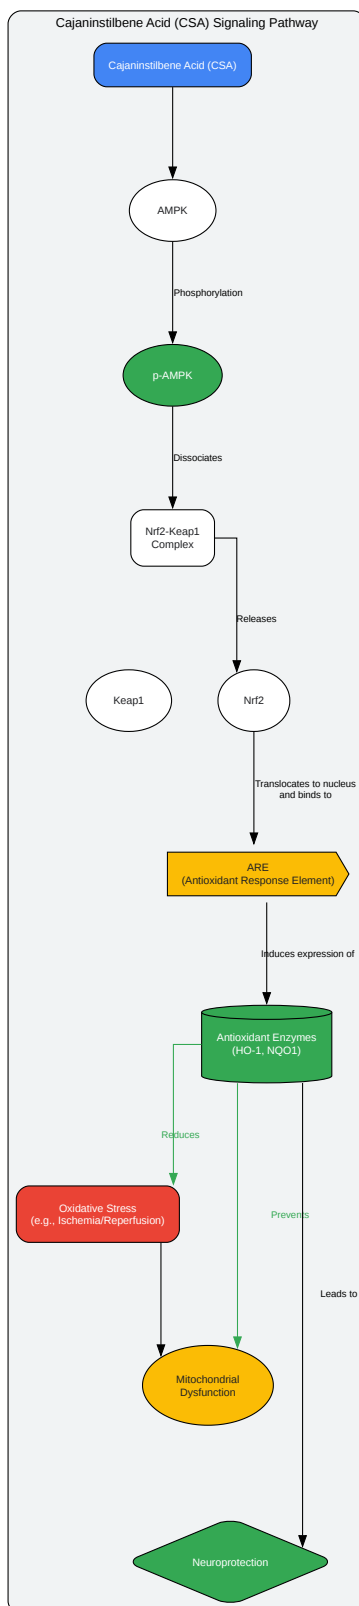 Cajaninstilbene Acid (CSA) Signaling Pathway
Cajaninstilbene Acid (CSA)
AMPK
Phosphorylation
p-AMPK
Dissociates
Nrf2-Keap1
Complex
Releases
Keap1
Nrf2
Translocates to nucleus
and binds to
ARE
(Antioxidant Response Element)
Induces expression of
Antioxidant Enzymes
(HO-1, NQO1)
Reduces
Oxidative Stress
(e.g., Ischemia/Reperfusion)
Prevents
Leads to
Mitochondrial
Dysfunction
Neuroprotection